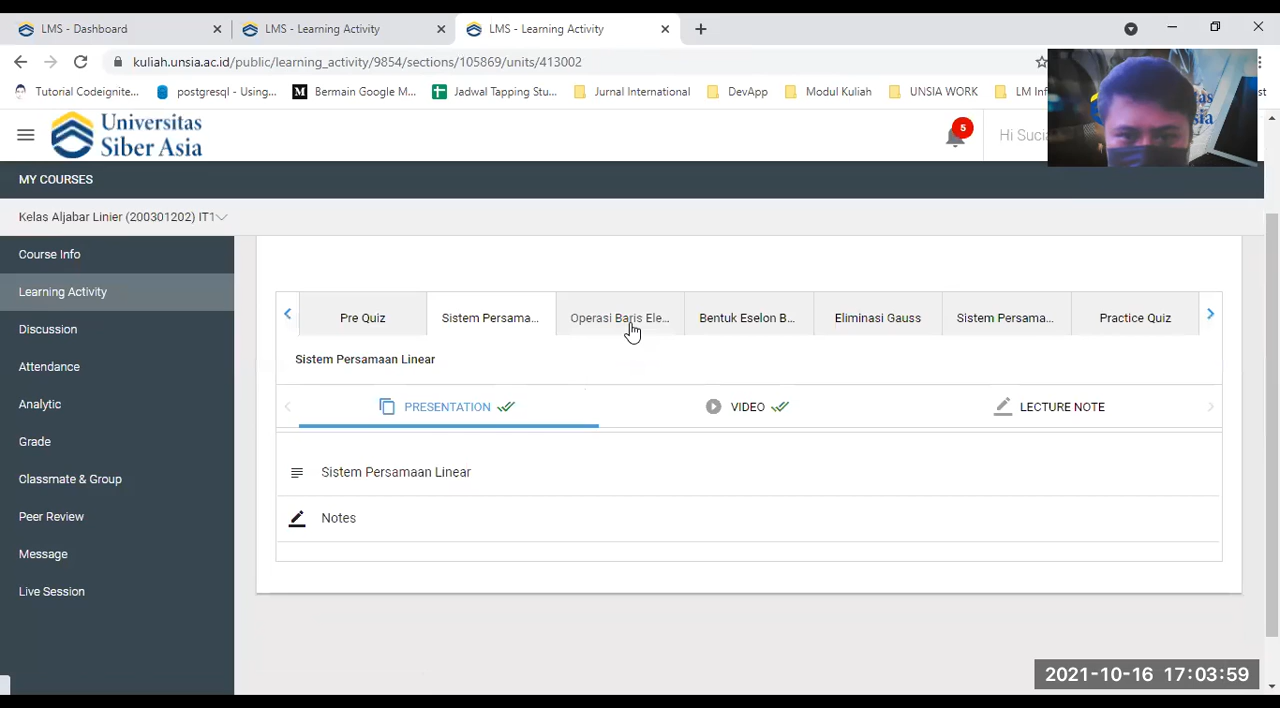 LMS - Dashboard
LMS - Learning Activity
LMS - Learning Activity
kuliah.unsia.ac.id/public/learning_activity/9854/sections/105969/units/413002
Tutorial Codeignite...
postgresql - Using...
Bermain Google M...
Jadwal Tapping Stu...
Jurnal International
DevApp
Modul Kuliah
UNSIA WORK
Universitas
Siber Asia
5
MY COURSES
Kelas Aljabar Linier (200301202) IT1
Course Info
Learning Activity
Discussion
Attendance
Analytic
Grade
Classmate & Group
Peer Review
Message
Live Session
Pre Quiz
Sistem Persama...
Operasi Baris Ele...
Bentuk Eselon B...
Eliminasi Gauss
Sistem Persama...
Practice Quiz
Sistem Persamaan Linear
PRESENTATION
VIDEO
LECTURE NOTE
Sistem Persamaan Linear
Notes
2021-10-16 17:03:59